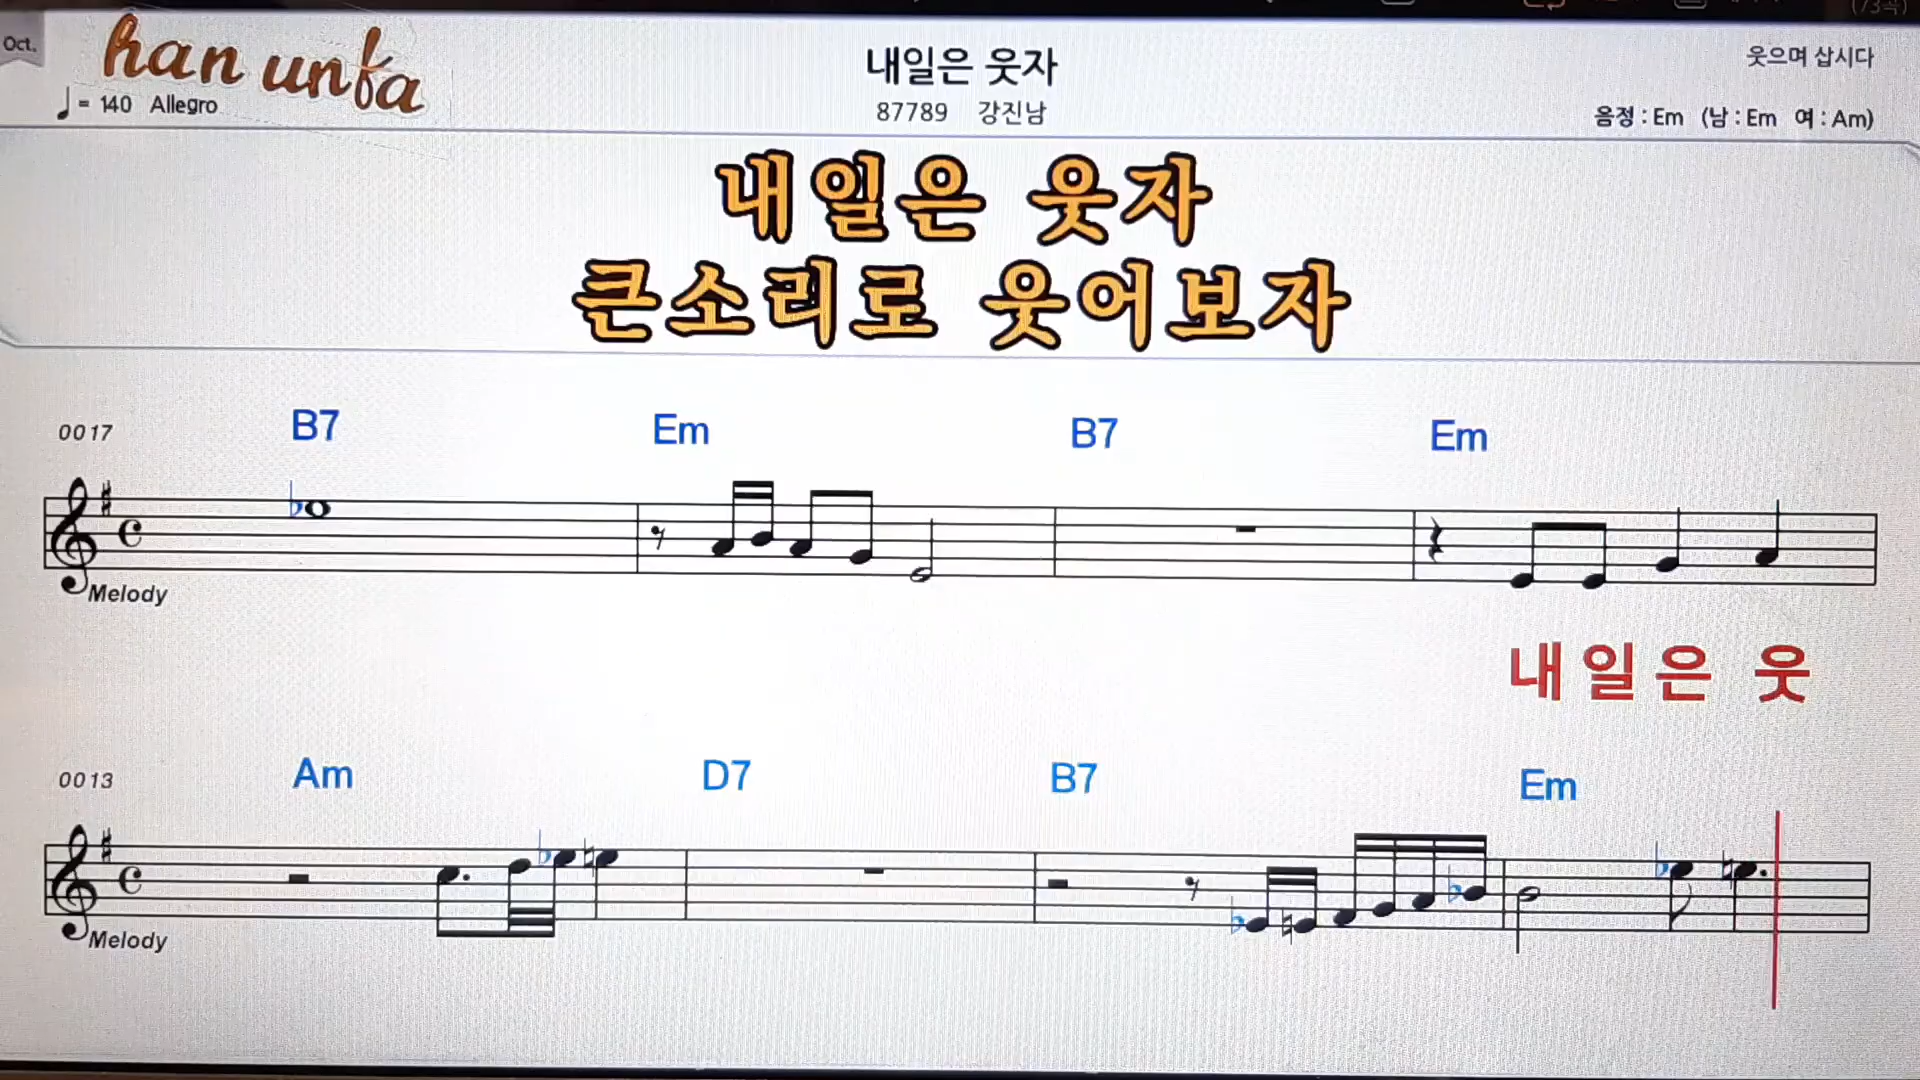 Oct.
han unfa
내일은 웃자
웃으며 삽시다
= 140 Allegro
87789 강진남
음정 : Em (남 : Em 여 : Am)
내일은 웃자
큰소리로 웃어보자
0017
B7 Em B7 Em
Melody
내일은 웃
0013
Am D7 B7 Em
Melody